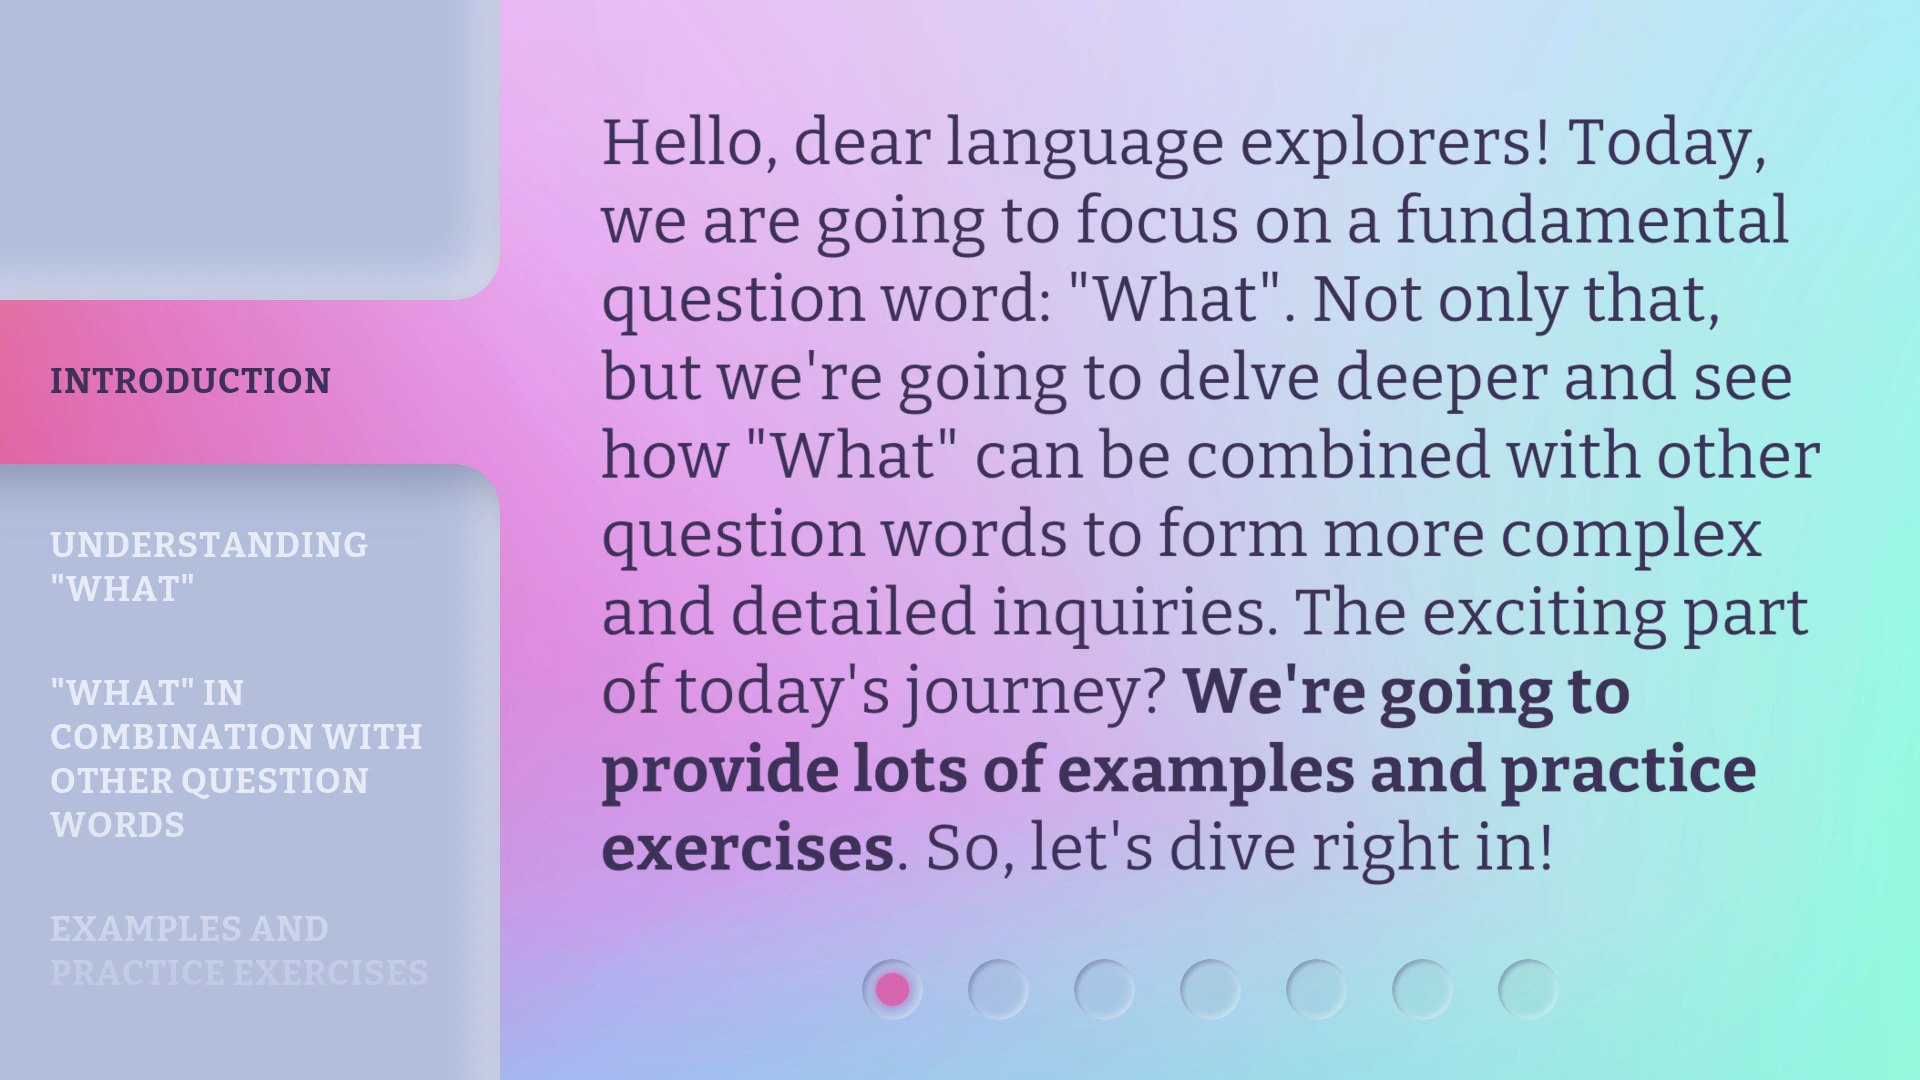 INTRODUCTION
UNDERSTANDING
"WHAT"
"WHAT" IN
COMBINATION WITH
OTHER QUESTION
WORDS
EXAMPLES AND
PRACTICE EXERCISES
Hello, dear language explorers! Today,
we are going to focus on a fundamental
question word: "What". Not only that,
but we're going to delve deeper and see
how "What" can be combined with other
question words to form more complex
and detailed inquiries. The exciting part
of today's journey? We're going to
provide lots of examples and practice
exercises. So, let's dive right in!